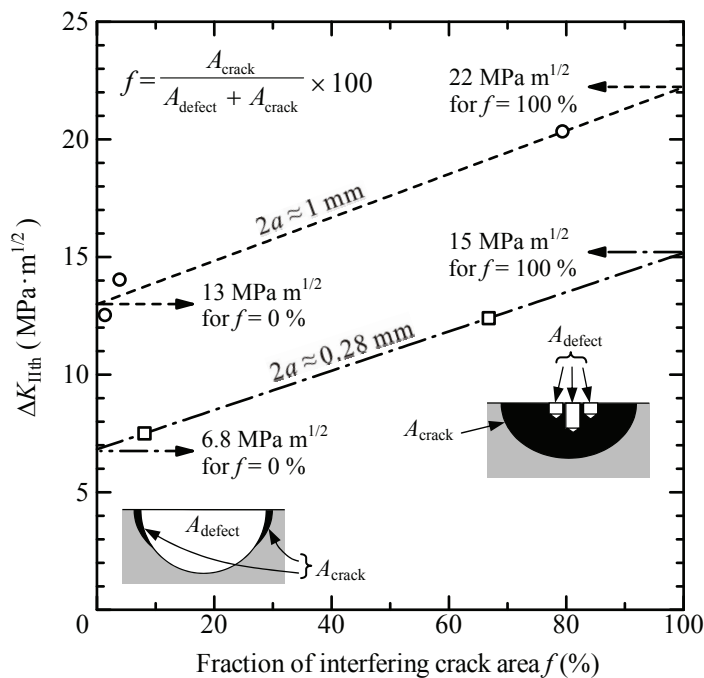 25
20
15
10
5
0
0
20
40
60
80
100
ΔK_IIth ( MPa · m^1/2 )
Fraction of interfering crack area f (%)
f = A_crack / (A_defect + A_crack) × 100
22 MPa m^1/2
for f = 100 %
2a ≈ 1 mm
15 MPa m^1/2
for f = 100 %
13 MPa m^1/2
for f = 0 %
2a ≈ 0.28 mm
A_defect
A_crack
6.8 MPa m^1/2
for f = 0 %
A_defect
A_crack